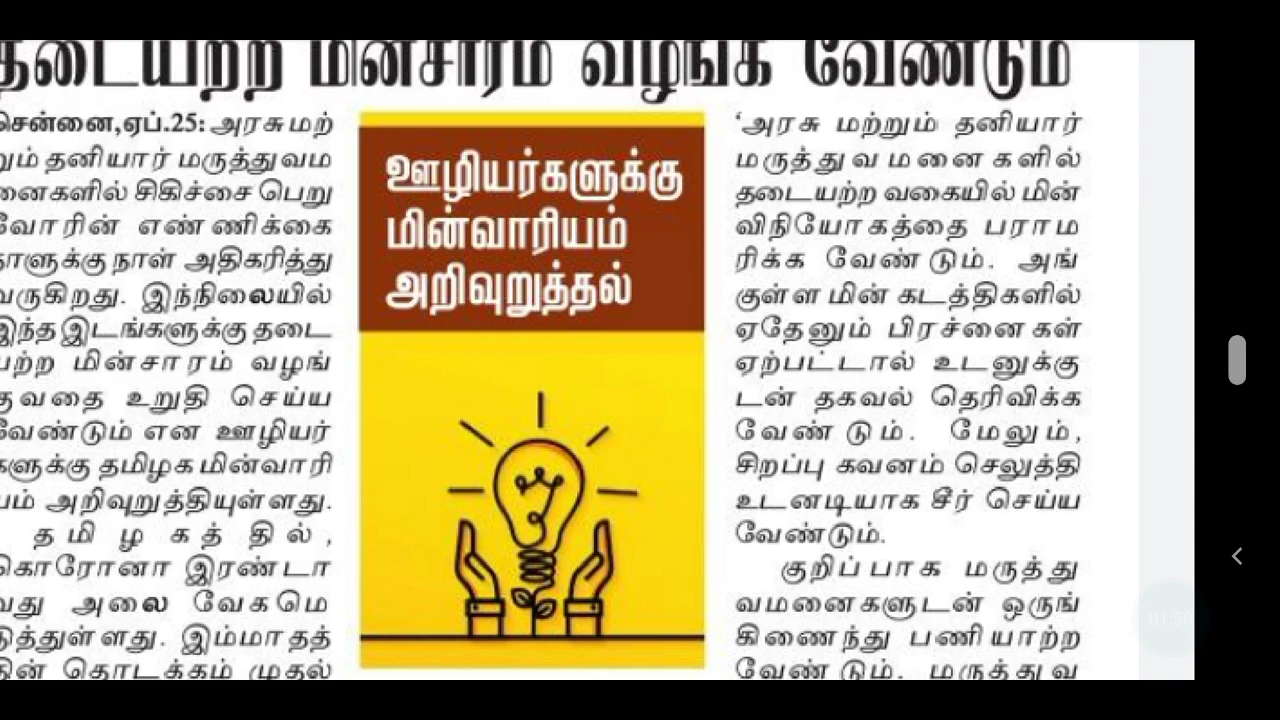 தடையற்ற மின்சாரம் வழங்க வேண்டும்
சென்னை,ஏப்.25: அரசு மற்
றும் தனியார் மருத்துவம
னைகளில் சிகிச்சை பெறு
வோரின் எண்ணிக்கை
நாளுக்கு நாள் அதிகரித்து
வருகிறது. இந்நிலையில்
இந்த இடங்களுக்கு தடை
யற்ற மின்சாரம் வழங்
குவதை உறுதி செய்ய
வேண்டும் என ஊழியர்
களுக்கு தமிழக மின்வாரி
யம் அறிவுறுத்தியுள்ளது.
தமிழகத்தில்,
கொரோனா இரண்டா
வது அலை வேகமெ
டுத்துள்ளது. இம்மாதத்
தின் தொடக்கம் முதல்
ஊழியர்களுக்கு
மின்வாரியம்
அறிவுறுத்தல்
‘அரசு மற்றும் தனியார்
மருத்துவமனைகளில்
தடையற்ற வகையில் மின்
விநியோகத்தை பராம
ரிக்க வேண்டும். அங்
குள்ள மின் கடத்திகளில்
ஏதேனும் பிரச்னைகள்
ஏற்பட்டால் உடனுக்கு
டன் தகவல் தெரிவிக்க
வேண்டும். மேலும்,
சிறப்பு கவனம் செலுத்தி
உடனடியாக சீர் செய்ய
வேண்டும்.
குறிப்பாக மருத்து
வமனைகளுடன் ஒருங்
கிணைந்து பணியாற்ற
வேண்டும். மருத்துவ